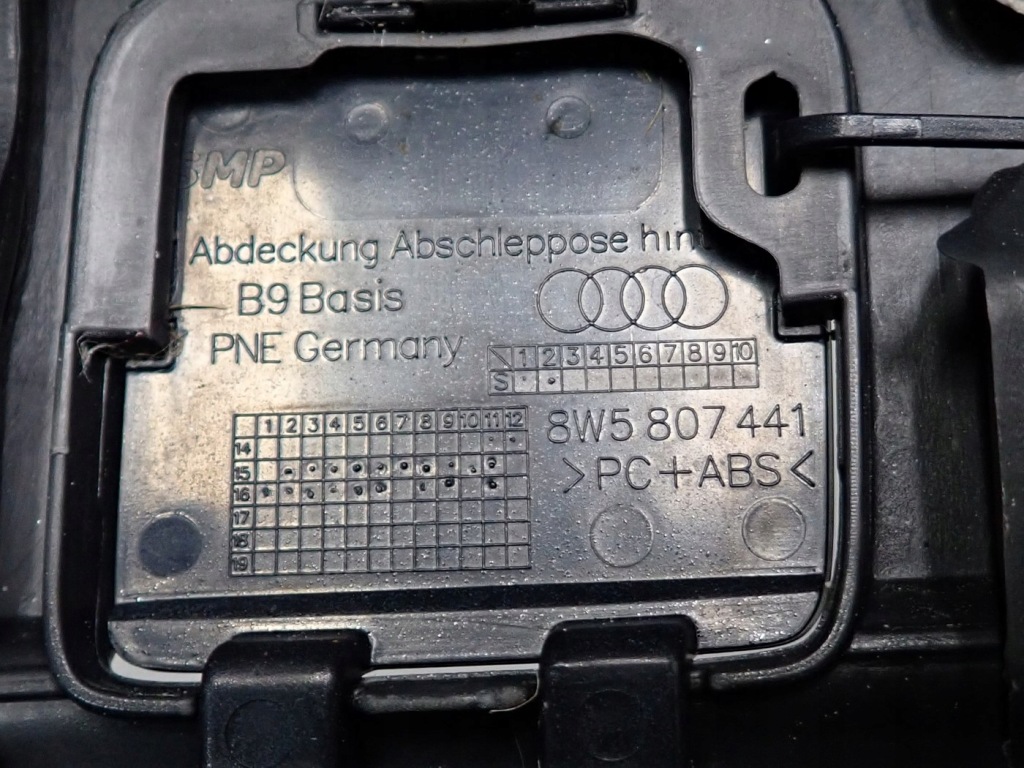 SMP
Abdeckung Abschleppose hint
B9 Basis
PNE Germany
1 2 3 4 5 6 7 8 9 10
S
8W5 807 441
>PC+ABS<
1 2 3 4 5 6 7 8 9 10 11 12
14
15
16
17
18
19